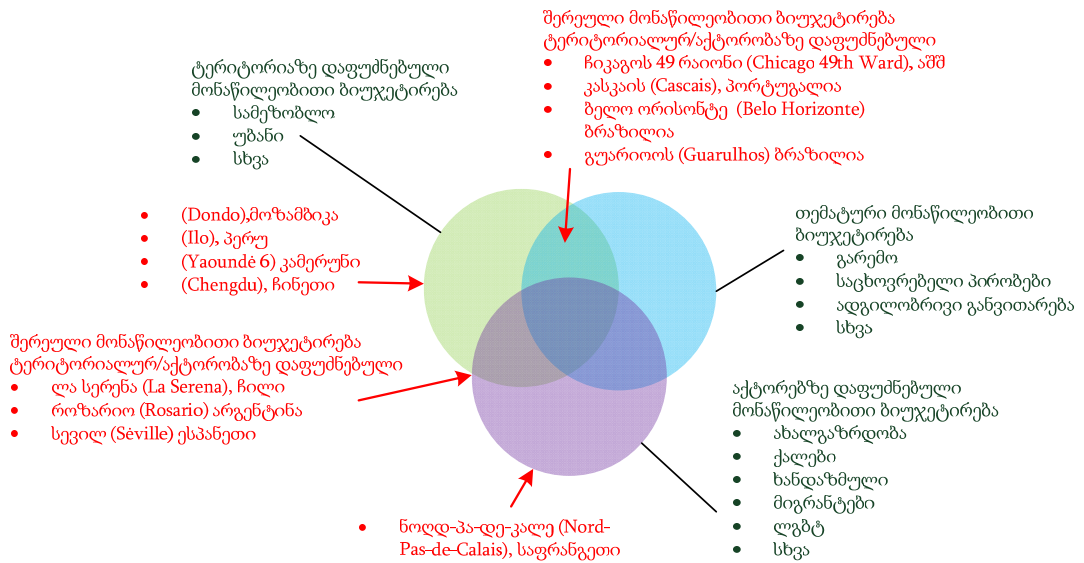 შერეული მონაწილეობითი ბიუჯეტირება
ტერიტორიალურ/აქტორობაზე დაფუძნებული
• ჩიკაგოს 49 რაიონი (Chicago 49th Ward), აშშ
• კასკაის (Cascais), პორტუგალია
• ბელო ორისონტე (Belo Horizonte)
ბრაზილია
• გუარიოოს (Guarulhos) ბრაზილია
ტერიტორიაზე დაფუძნებული
მონაწილეობითი ბიუჯეტირება
• სამეზობლო
• უბანი
• სხვა
• (Dondo),მოზამბიკა
• (Ilo), პერუ
• (Yaoundė 6) კამერუნი
• (Chengdu), ჩინეთი
თემატური მონაწილეობითი
ბიუჯეტირება
• გარემო
• საცხოვრებელი პირობები
• ადგილობრივი განვითარება
• სხვა
შერეული მონაწილეობითი ბიუჯეტირება
ტერიტორიალურ/აქტორობაზე დაფუძნებული
• ლა სერენა (La Serena), ჩილი
• როზარიო (Rosario) არგენტინა
• სევილ (Sėville) ესპანეთი
აქტორებზე დაფუძნებული
მონაწილეობითი ბიუჯეტირება
• ახალგაზრდობა
• ქალები
• ხანდაზმული
• მიგრანტები
• ლგბტ
• სხვა
• ნოღდ-პა-დე-კალე (Nord-
Pas-de-Calais), საფრანგეთი